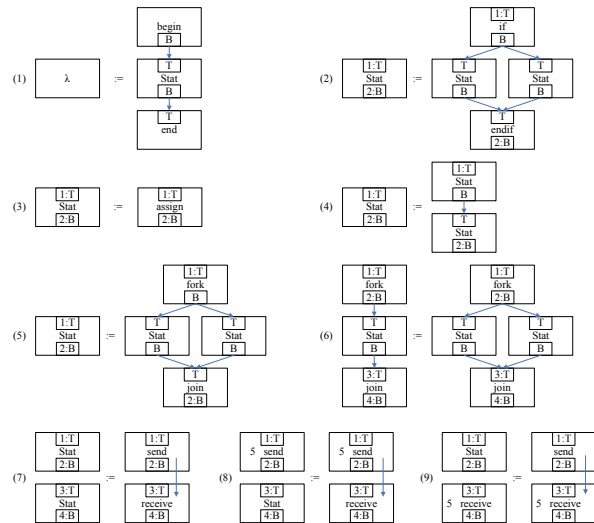 begin
B
(1) λ := T Stat B
T
end
1:T
if
B
(2) 1:T Stat 2:B := T Stat B T Stat B
T
endif
2:B
(3) 1:T Stat 2:B := 1:T assign 2:B
(4) 1:T Stat 2:B := 1:T Stat B
T
Stat
2:B
1:T
fork
B
(5) 1:T Stat 2:B := T Stat B T Stat B
T
join
2:B
1:T fork 2:B 1:T fork 2:B
(6) T Stat B := T Stat B T Stat B
3:T join 4:B 3:T join 4:B
(7) 1:T Stat 2:B := 1:T send 2:B
3:T Stat 4:B 3:T receive 4:B
(8) 1:T 5 send 2:B := 1:T 5 send 2:B
3:T Stat 4:B 3:T receive 4:B
(9) 1:T Stat 2:B := 1:T send 2:B
3:T 5 receive 4:B 3:T 5 receive 4:B